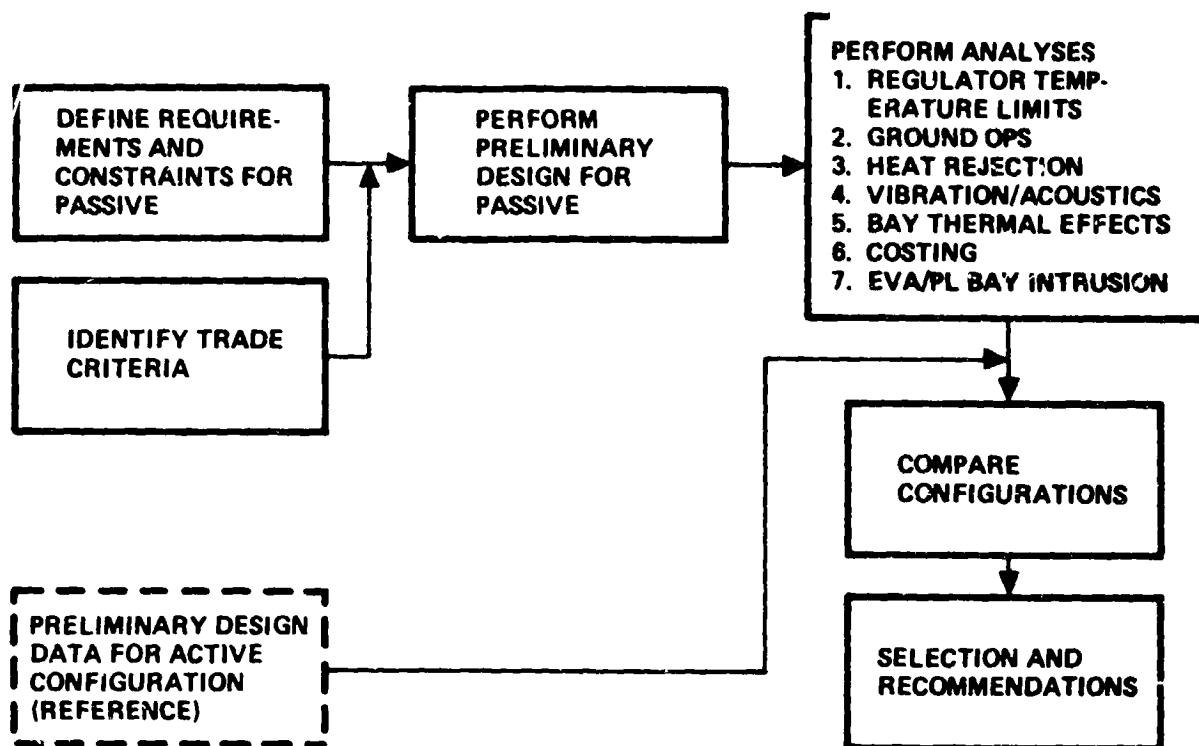 DEFINE REQUIRE-
MENTS AND
CONSTRAINTS FOR
PASSIVE
IDENTIFY TRADE
CRITERIA
PERFORM
PRELIMINARY
DESIGN FOR
PASSIVE
PERFORM ANALYSES
1. REGULATOR TEMP-
ERATURE LIMITS
2. GROUND OPS
3. HEAT REJECTION
4. VIBRATION/ACOUSTICS
5. BAY THERMAL EFFECTS
6. COSTING
7. EVA/PL BAY INTRUSION
COMPARE
CONFIGURATIONS
PRELIMINARY DESIGN
DATA FOR ACTIVE
CONFIGURATION
(REFERENCE)
SELECTION AND
RECOMMENDATIONS